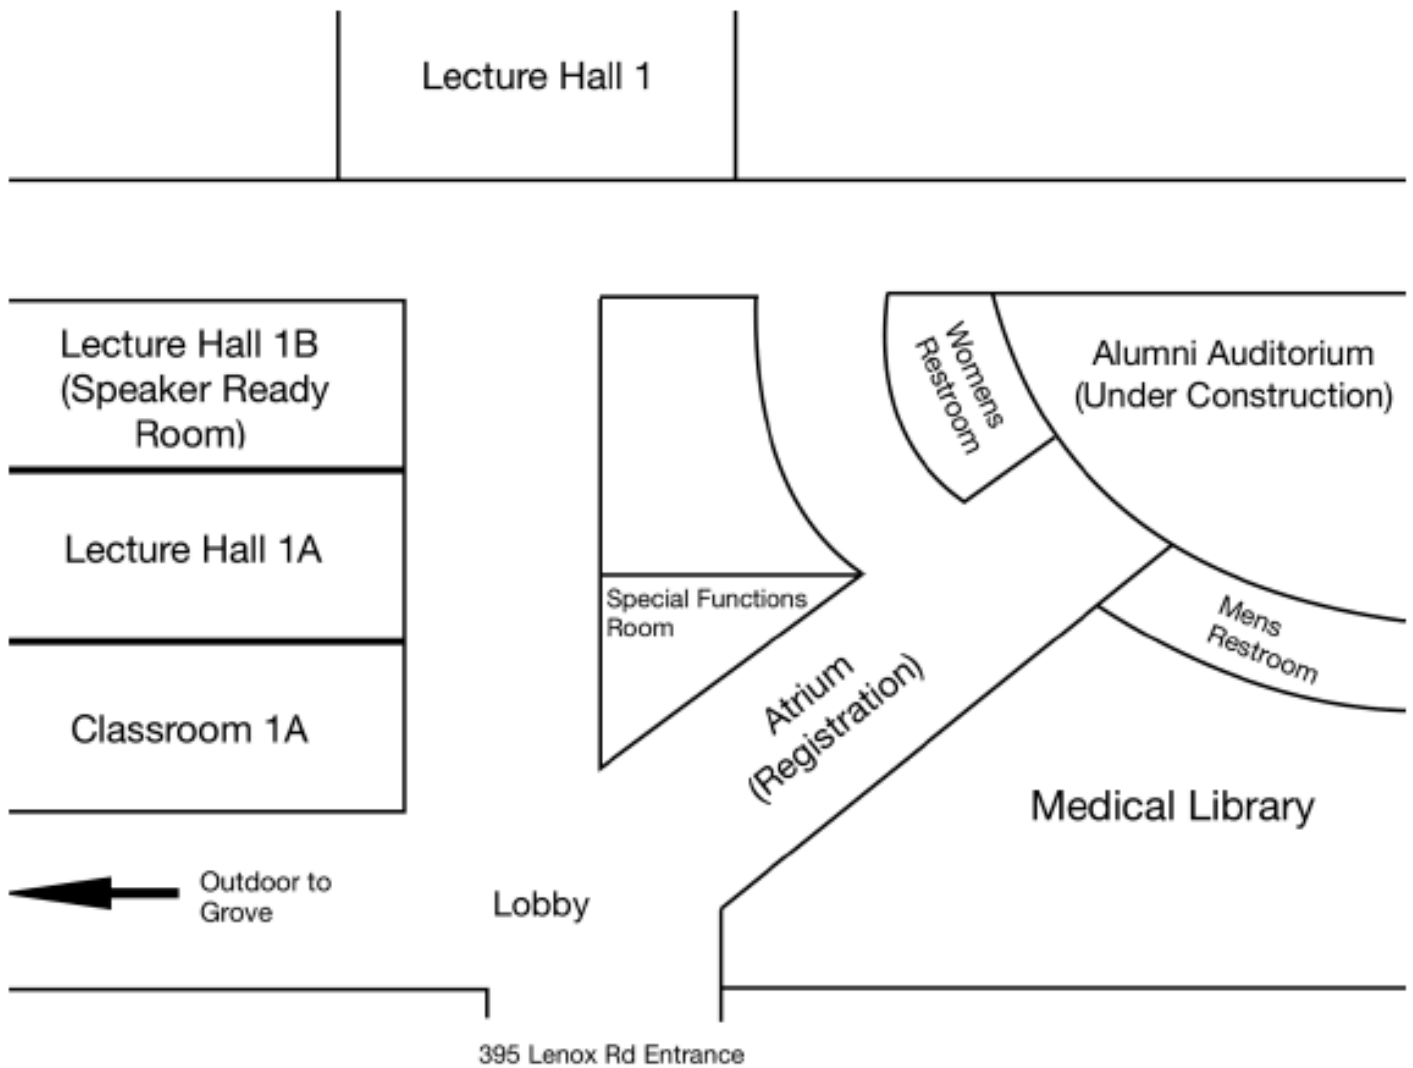 Lecture Hall 1
Lecture Hall 1B
(Speaker Ready
Room)
Womens
Restroom
Alumni Auditorium
(Under Construction)
Lecture Hall 1A
Special Functions
Room
Mens
Restroom
Atrium
(Registration)
Classroom 1A
Medical Library
Outdoor to
Grove
Lobby
395 Lenox Rd Entrance